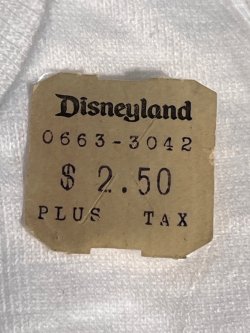 Disneyland
0663-3042
$ 2.50
PLUS TAX